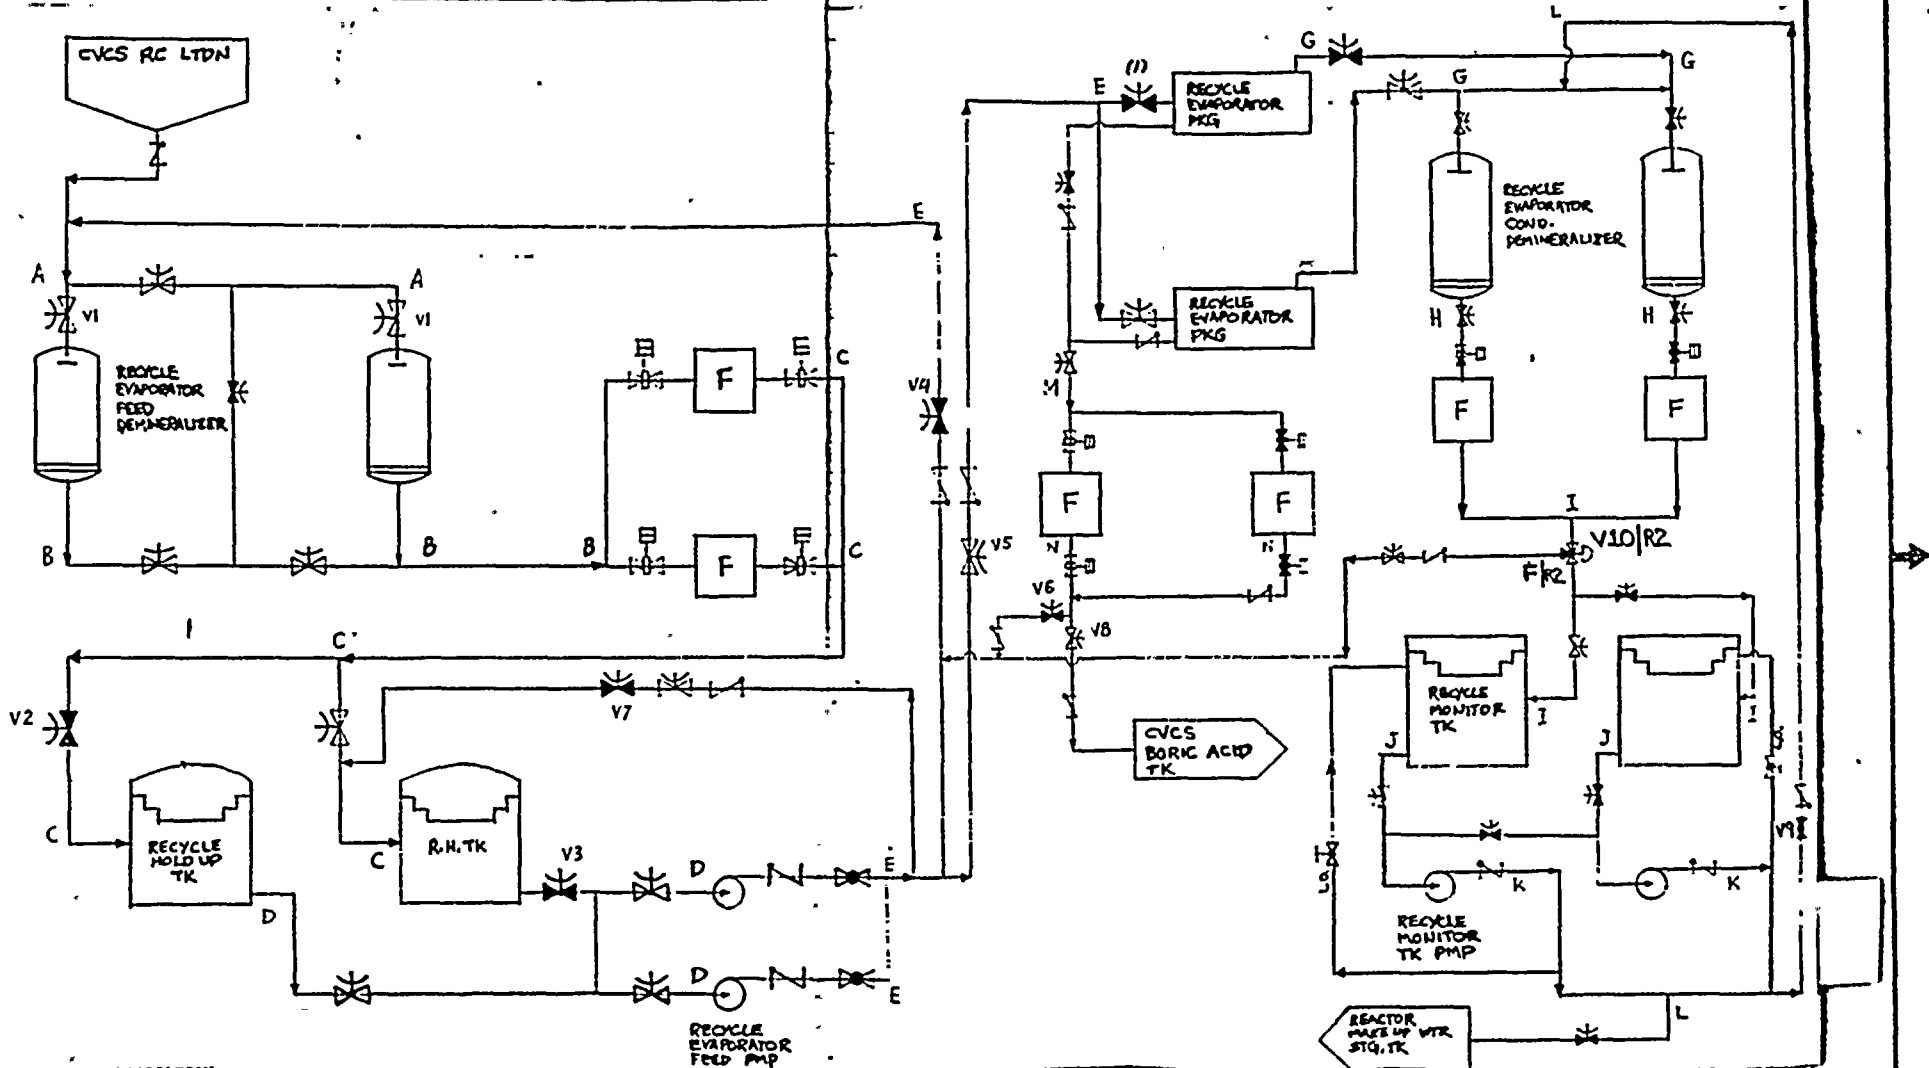 CVCS RC LTDN
A
A
V1
V1
RECYCLE
EVAPORATOR
FEED
DEMINERALIZER
B
B
B
F
F
C
C
C
V2
C
C
RECYCLE
HOLD UP
TK
R.H.TK
V7
V3
D
D
D
RECYCLE
EVAPORATOR
FEED PMP
E
E
E
V4
V5
E
(1)
RECYCLE
EVAPORATOR
PKG
RECYCLE
EVAPORATOR
PKG
G
G
G
L
RECYCLE
EVAPORATOR
COND.
DEMINERALIZER
H
H
F
F
M
F
F
N
N
V6
V8
CVCS
BORIC ACID
TK
I
V10/R2
F/R2
RECYCLE
MONITOR
TK
I
I
J
J
La
La
V9
K
K
RECYCLE
MONITOR
TK PMP
L
REACTOR
MAKE UP WTR
STG. TK